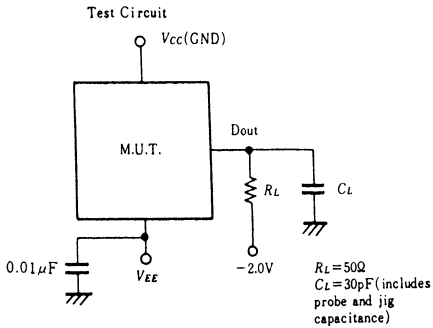 Test Circuit
Vcc(GND)
Dout
M.U.T.
RL
CL
0.01μF
VEE
−2.0V
RL=50Ω
CL=30pF(includes
probe and jig
capacitance)